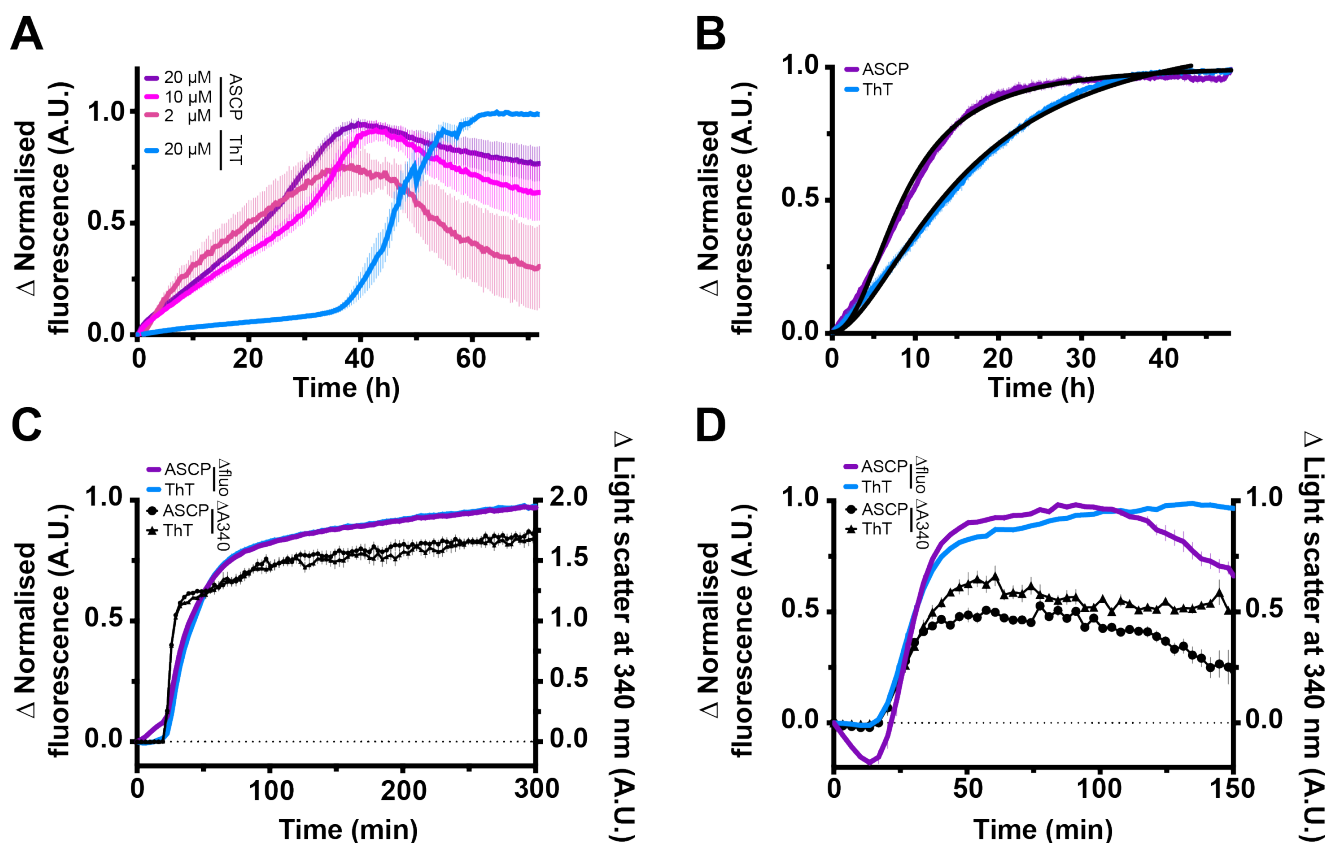 A
20 µM
10 µM
2 µM
ASCP
20 µM
ThT
Δ Normalised
fluorescence (A.U.)
1.0
0.5
0.0
0
20
40
60
Time (h)
B
ASCP
ThT
Δ Normalised
fluorescence (A.U.)
1.0
0.5
0.0
0
10
20
30
40
Time (h)
C
ASCP
ThT
Δfluo
ASCP
ThT
ΔA340
Δ Normalised
fluorescence (A.U.)
1.0
0.5
0.0
2.0
1.5
1.0
0.5
0.0
Δ Light scatter at 340 nm (A.U.)
0
100
200
300
Time (min)
D
ASCP
ThT
Δfluo
ASCP
ThT
ΔA340
Δ Normalised
fluorescence (A.U.)
1.0
0.5
0.0
1.0
0.5
0.0
Δ Light scatter at 340 nm (A.U.)
0
50
100
150
Time (min)